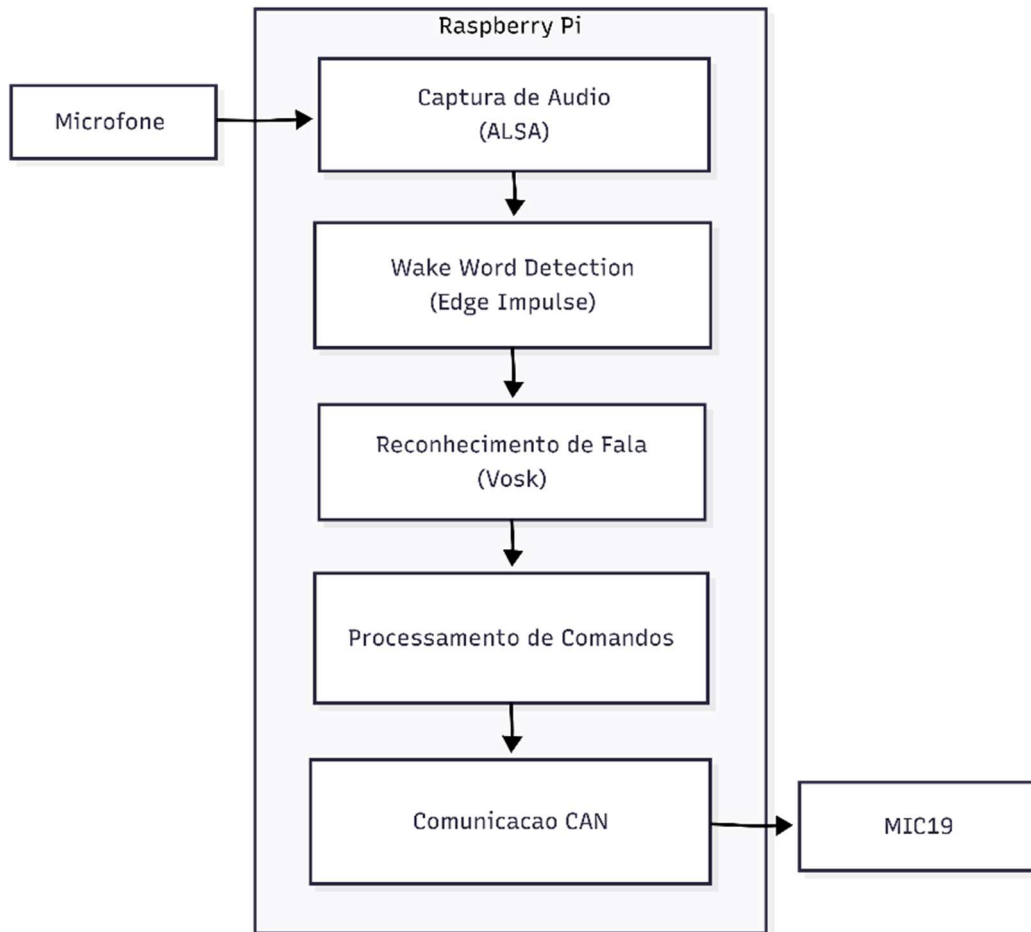 Raspberry Pi
Microfone
Captura de Audio
(ALSA)
Wake Word Detection
(Edge Impulse)
Reconhecimento de Fala
(Vosk)
Processamento de Comandos
Comunicacao CAN
MIC19